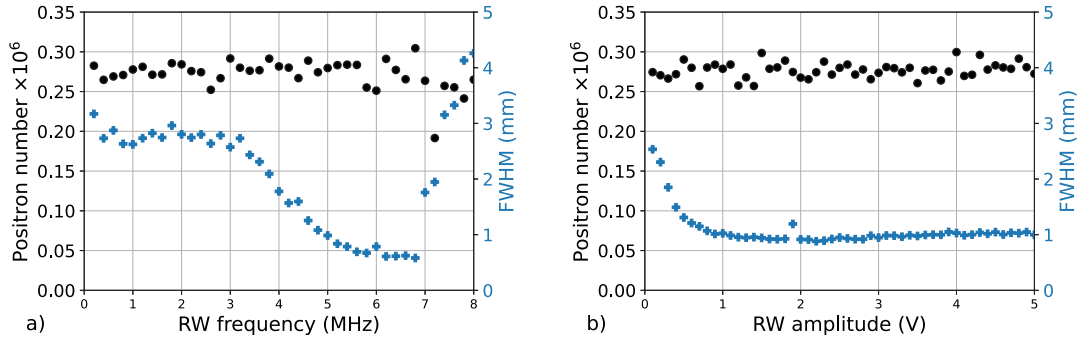 0.35
0.30
0.25
0.20
0.15
0.10
0.05
0.00
Positron number ×10⁶
0 1 2 3 4 5 6 7 8
RW frequency (MHz)
5
4
3
2
1
0
FWHM (mm)
a)
0.35
0.30
0.25
0.20
0.15
0.10
0.05
0.00
Positron number ×10⁶
0 1 2 3 4 5
RW amplitude (V)
5
4
3
2
1
0
FWHM (mm)
b)